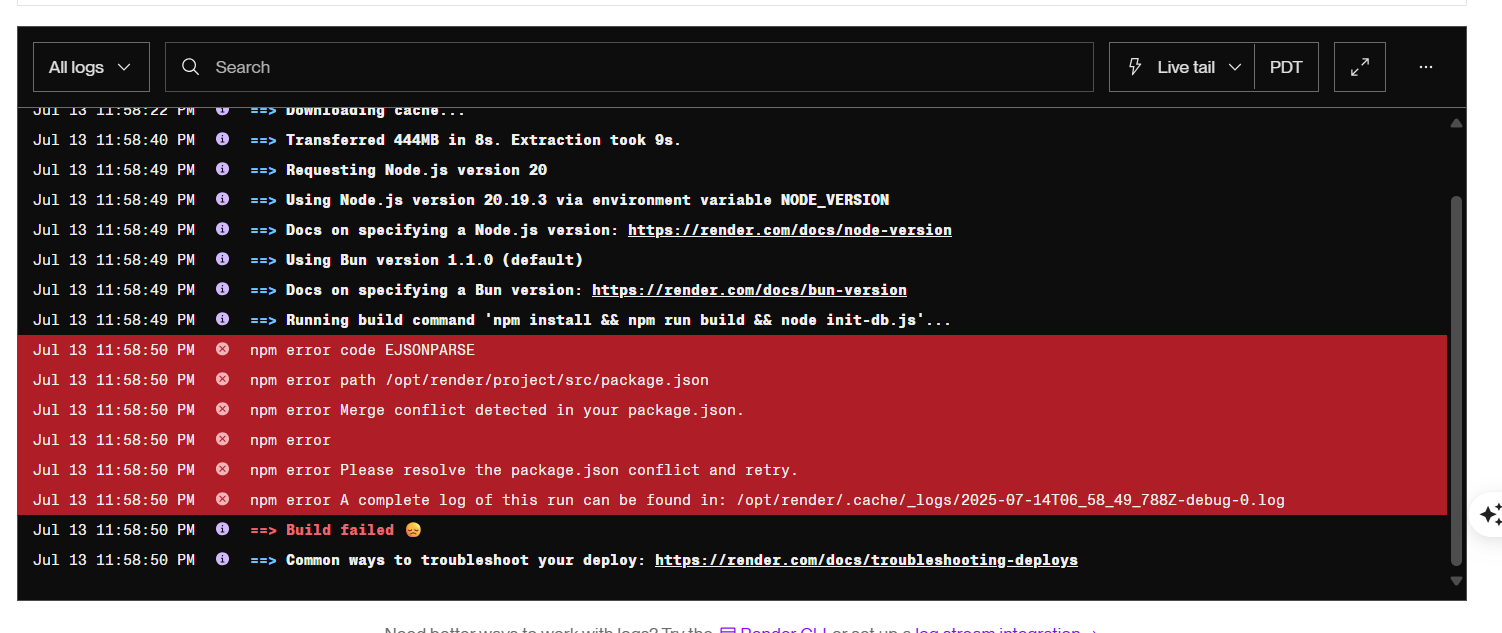 All logs
Search
Live tail
PDT
Jul 13 11:58:22 PM ==> Downloading cache...
Jul 13 11:58:40 PM ==> Transferred 444MB in 8s. Extraction took 9s.
Jul 13 11:58:49 PM ==> Requesting Node.js version 20
Jul 13 11:58:49 PM ==> Using Node.js version 20.19.3 via environment variable NODE_VERSION
Jul 13 11:58:49 PM ==> Docs on specifying a Node.js version: https://render.com/docs/node-version
Jul 13 11:58:49 PM ==> Using Bun version 1.1.0 (default)
Jul 13 11:58:49 PM ==> Docs on specifying a Bun version: https://render.com/docs/bun-version
Jul 13 11:58:49 PM ==> Running build command 'npm install && npm run build && node init-db.js'...
Jul 13 11:58:50 PM npm error code EJSONPARSE
Jul 13 11:58:50 PM npm error path /opt/render/project/src/package.json
Jul 13 11:58:50 PM npm error Merge conflict detected in your package.json.
Jul 13 11:58:50 PM npm error
Jul 13 11:58:50 PM npm error Please resolve the package.json conflict and retry.
Jul 13 11:58:50 PM npm error A complete log of this run can be found in: /opt/render/.cache/_logs/2025-07-14T06_58_49_788Z-debug-0.log
Jul 13 11:58:50 PM ==> Build failed 😞
Jul 13 11:58:50 PM ==> Common ways to troubleshoot your deploy: https://render.com/docs/troubleshooting-deploys
Need better ways to work with logs? Try the Render CLI or set up a log stream integration